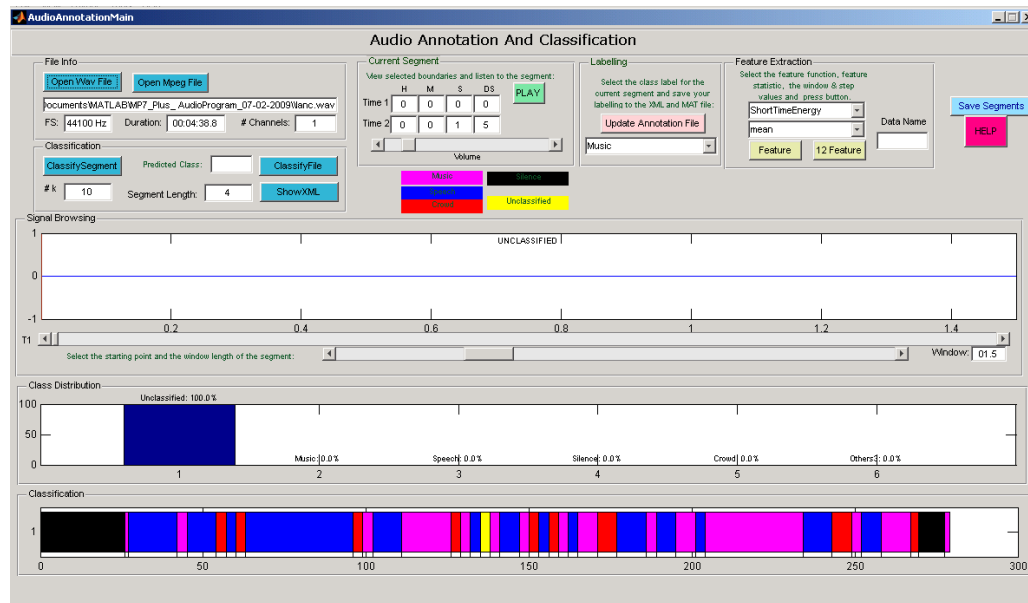 AudioAnnotationMain
Audio Annotation And Classification
File Info
Open Wav File
Open Mpeg File
ocuments\MATLAB\MP7_Plus_ AudioProgram_07-02-2009\lanc.wav
FS: 44100 Hz Duration: 00:04:38.8 # Channels: 1
Classification
ClassifySegment Predicted Class: ClassifyFile
# k 10 Segment Length: 4 ShowXML
Current Segment
View selected boundaries and listen to the segment:
H M S DS
PLAY
Time 1 0 0 0 0
Time 2 0 0 1 5
Volume
Labelling
Select the class label for the
current segment and save your
labelling to the XML and MAT file:
Update Annotation File
Music
Feature Extraction
Select the feature function, feature
statistic, the window & step
values and press button.
ShortTimeEnergy
mean
Data Name
Feature 12 Feature
Save Segments
HELP
Music Silence
Speech Unclassified
Crowd
Signal Browsing
UNCLASSIFIED
1
0
-1
0.2 0.4 0.6 0.8 1 1.2 1.4
T1
Select the starting point and the window length of the segment:
Window: 01.5
Class Distribution
Unclassified: 100.0%
100
50
0
Music: 0.0% Speech: 0.0% Silence: 0.0% Crowd: 0.0% Others3: 0.0%
1 2 3 4 5 6
Classification
1
0 50 100 150 200 250 300